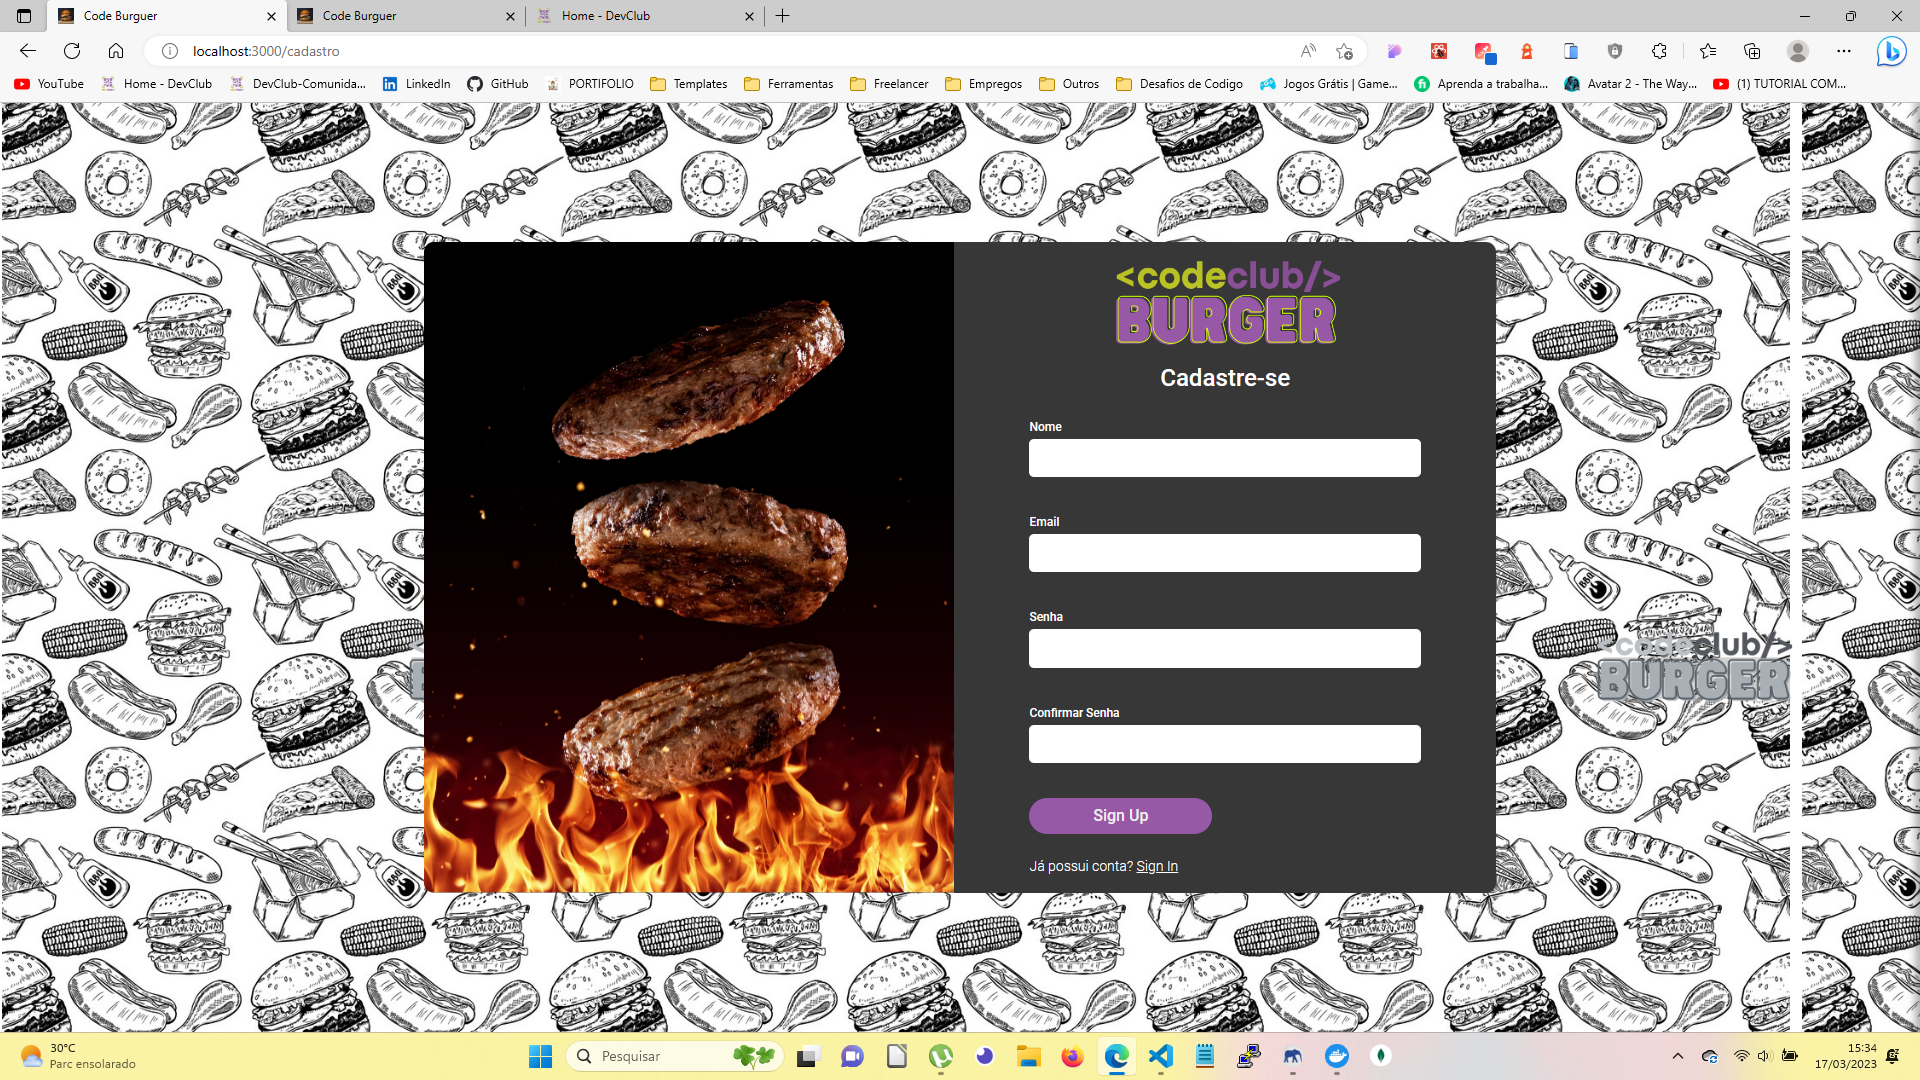 Code Burguer
Code Burguer
Home - DevClub
localhost:3000/cadastro
YouTube
Home - DevClub
DevClub-Comunida...
LinkedIn
GitHub
PORTIFOLIO
Templates
Ferramentas
Freelancer
Empregos
Outros
Desafios de Codigo
Jogos Grátis | Game...
Aprenda a trabalha...
Avatar 2 - The Way...
(1) TUTORIAL COM...
<codeclub/>
BURGER
Cadastre-se
Nome
Email
Senha
Confirmar Senha
Sign Up
Já possui conta? Sign In
<codeclub/>
BURGER
30°C
Parc ensolarado
Pesquisar
15:34
17/03/2023